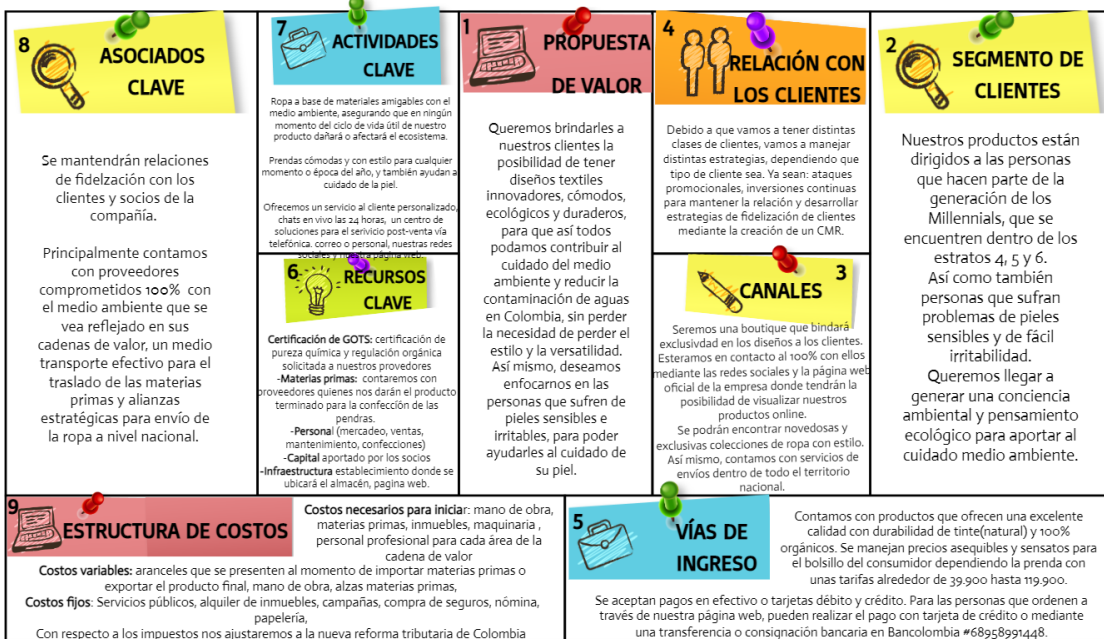 8
ASOCIADOS
CLAVE
Se mantendrán relaciones
de fidelzación con los
clientes y socios de la
compañía.
Principalmente contamos
con proveedores
comprometidos 100% con
el medio ambiente que se
vea reflejado en sus
cadenas de valor, un medio
transporte efectivo para el
traslado de las materias
primas y alianzas
estratégicas para envío de
la ropa a nivel nacional.
7
ACTIVIDADES
CLAVE
Ropa a base de materiales amigables con el
medio ambiente, asegurando que en ningún
momento del ciclo de vida útil de nuestro
producto dañará o afectará el ecosistema.
Prendas cómodas y con estilo para cualquier
momento o época del año, y también ayudan a
cuidado de la piel.
Ofrecemos un servicio al cliente personalizado,
chats en vivo las 24 horas, un centro de
soluciones para el serivicio post-venta vía
telefónica. correo o personal, nuestras redes
sociales y nuestra página web.
6
RECURSOS
CLAVE
Certificación de GOTS: certificación de
pureza química y regulación orgánica
solicitada a nuestros provedores
-Materias primas: contaremos con
proveedores quienes nos darán el producto
terminado para la confección de las
pendras.
-Personal (mercadeo, ventas,
mantenimiento, confecciones)
-Capital aportado por los socios
-Infraestructura establecimiento donde se
ubicará el almacén, pagina web.
1
PROPUESTA
DE VALOR
Queremos brindarles a
nuestros clientes la
posibilidad de tener
diseños textiles
innovadores, cómodos,
ecológicos y duraderos,
para que así todos
podamos contribuir al
cuidado del medio
ambiente y reducir la
contaminación de aguas
en Colombia, sin perder
la necesidad de perder el
estilo y la versatilidad.
Así mismo, deseamos
enfocarnos en las
personas que sufren de
pieles sensibles e
irritables, para poder
ayudarles al cuidado de
su piel.
4
RELACIÓN CON
LOS CLIENTES
Debido a que vamos a tener distintas
clases de clientes, vamos a manejar
distintas estrategias, dependiendo que
tipo de cliente sea. Ya sean: ataques
promocionales, inversiones continuas
para mantener la relación y desarrollar
estrategias de fidelización de clientes
mediante la creación de un CMR.
3
CANALES
Seremos una boutique que bindará
exclusivdad en los diseños a los clientes.
Esteramos en contacto al 100% con ellos
mediante las redes sociales y la página web
oficial de la empresa donde tendrán la
posibilidad de visualizar nuestros
productos online.
Se podrán encontrar novedosas y
exclusivas colecciones de ropa con estilo.
Así mismo, contamos con servicios de
envíos dentro de todo el territorio
nacional.
2
SEGMENTO DE
CLIENTES
Nuestros productos están
dirigidos a las personas
que hacen parte de la
generación de los
Millennials, que se
encuentren dentro de los
estratos 4, 5 y 6.
Así como también
personas que sufran
problemas de pieles
sensibles y de fácil
irritabilidad.
Queremos llegar a
generar una conciencia
ambiental y pensamiento
ecológico para aportar al
cuidado medio ambiente.
9
ESTRUCTURA DE COSTOS
Costos necesarios para iniciar: mano de obra,
materias primas, inmuebles, maquinaria ,
personal profesional para cada área de la
cadena de valor
Costos variables: aranceles que se presenten al momento de importar materias primas o
exportar el producto final, mano de obra, alzas materias primas,
Costos fijos: Servicios públicos, alquiler de inmuebles, campañas, compra de seguros, nómina,
papelería,
Con respecto a los impuestos nos ajustaremos a la nueva reforma tributaria de Colombia
5
VÍAS DE
INGRESO
Contamos con productos que ofrecen una excelente
calidad con durabilidad de tinte(natural) y 100%
orgánicos. Se manejan precios asequibles y sensatos para
el bolsillo del consumidor dependiendo la prenda con
unas tarifas alrededor de 39.900 hasta 119.900.
Se aceptan pagos en efectivo o tarjetas débito y crédito. Para las personas que ordenen a
través de nuestra página web, pueden realizar el pago con tarjeta de crédito o mediante
una transferencia o consignación bancaria en Bancolombia #68958991448.